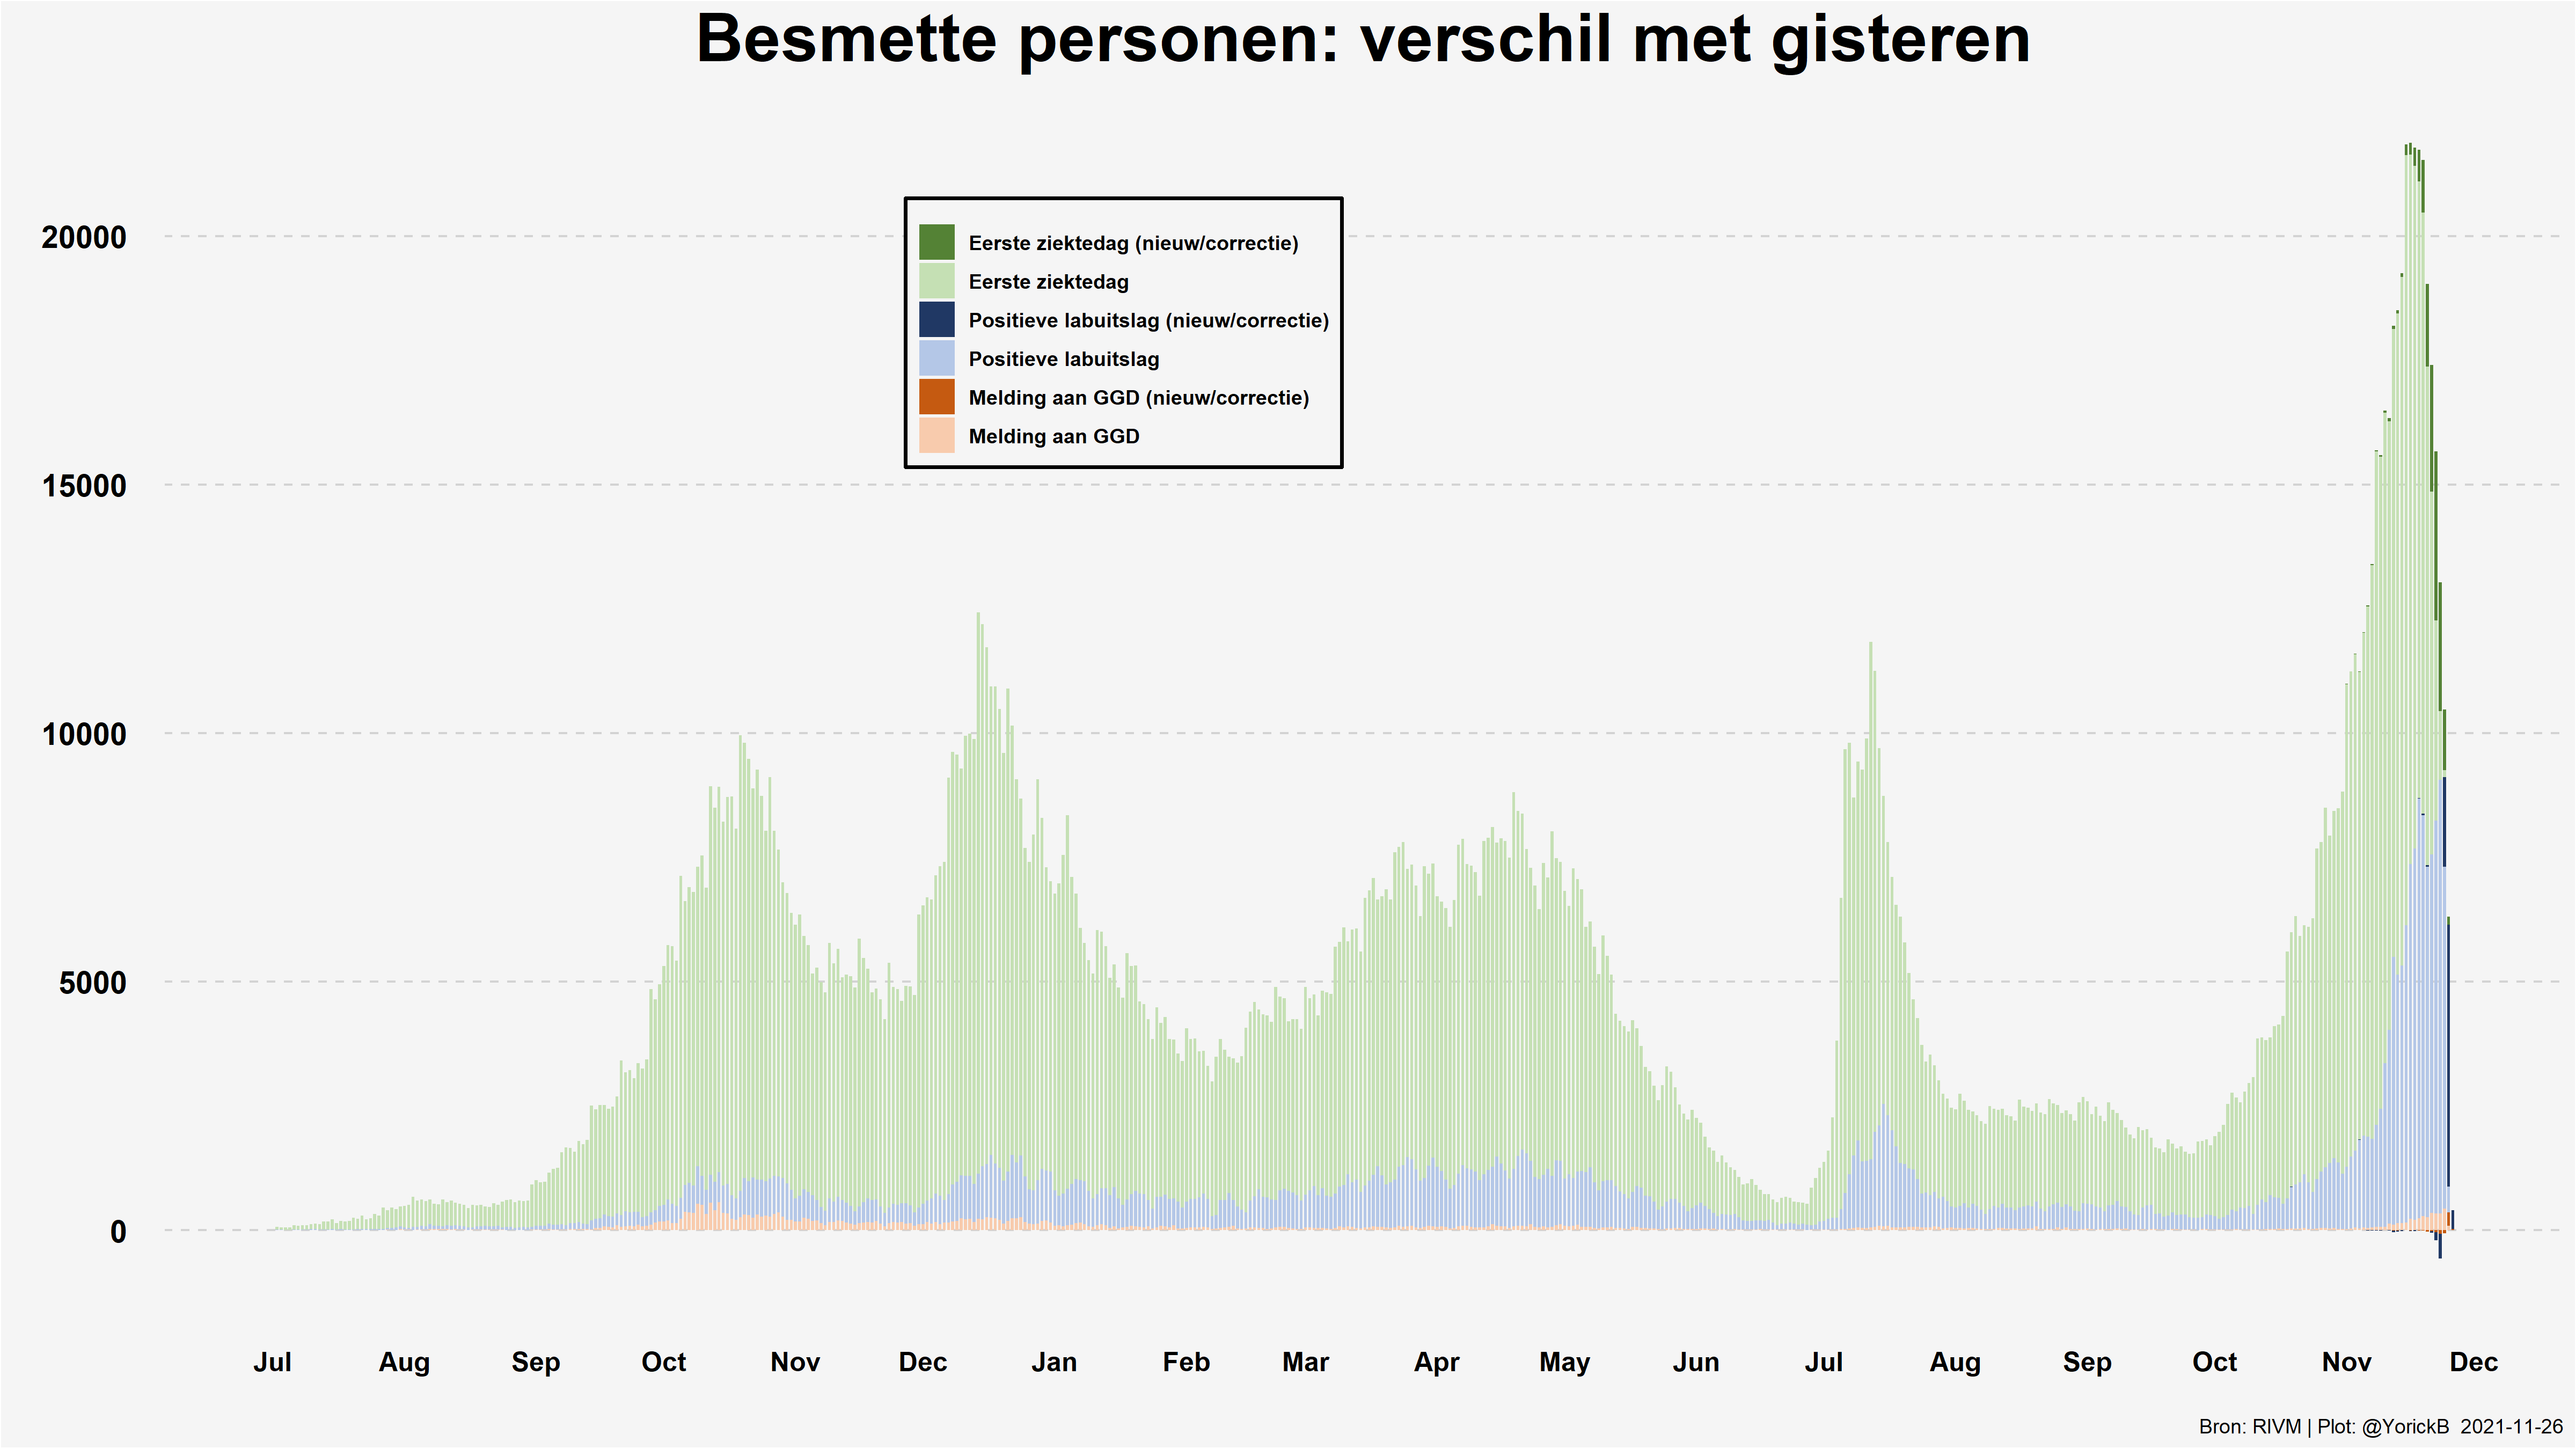 Besmette personen: verschil met gisteren
Eerste ziektedag (nieuw/correctie)
Eerste ziektedag
Positieve labuitslag (nieuw/correctie)
Positieve labuitslag
Melding aan GGD (nieuw/correctie)
Melding aan GGD
20000
15000
10000
5000
0
Jul Aug Sep Oct Nov Dec Jan Feb Mar Apr May Jun Jul Aug Sep Oct Nov Dec
Bron: RIVM | Plot: @YorickB 2021-11-26